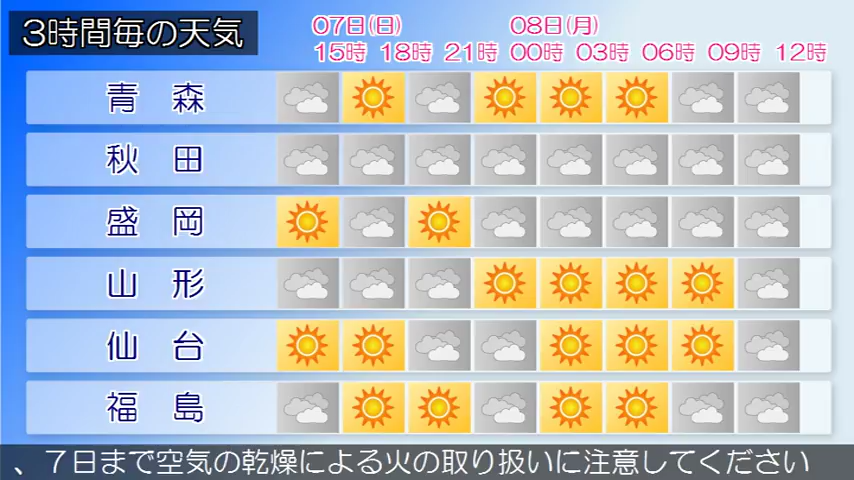 3時間毎の天気
07日(日) 08日(月)
15時 18時 21時 00時 03時 06時 09時 12時
青森
秋田
盛岡
山形
仙台
福島
、７日まで空気の乾燥による火の取り扱いに注意してください